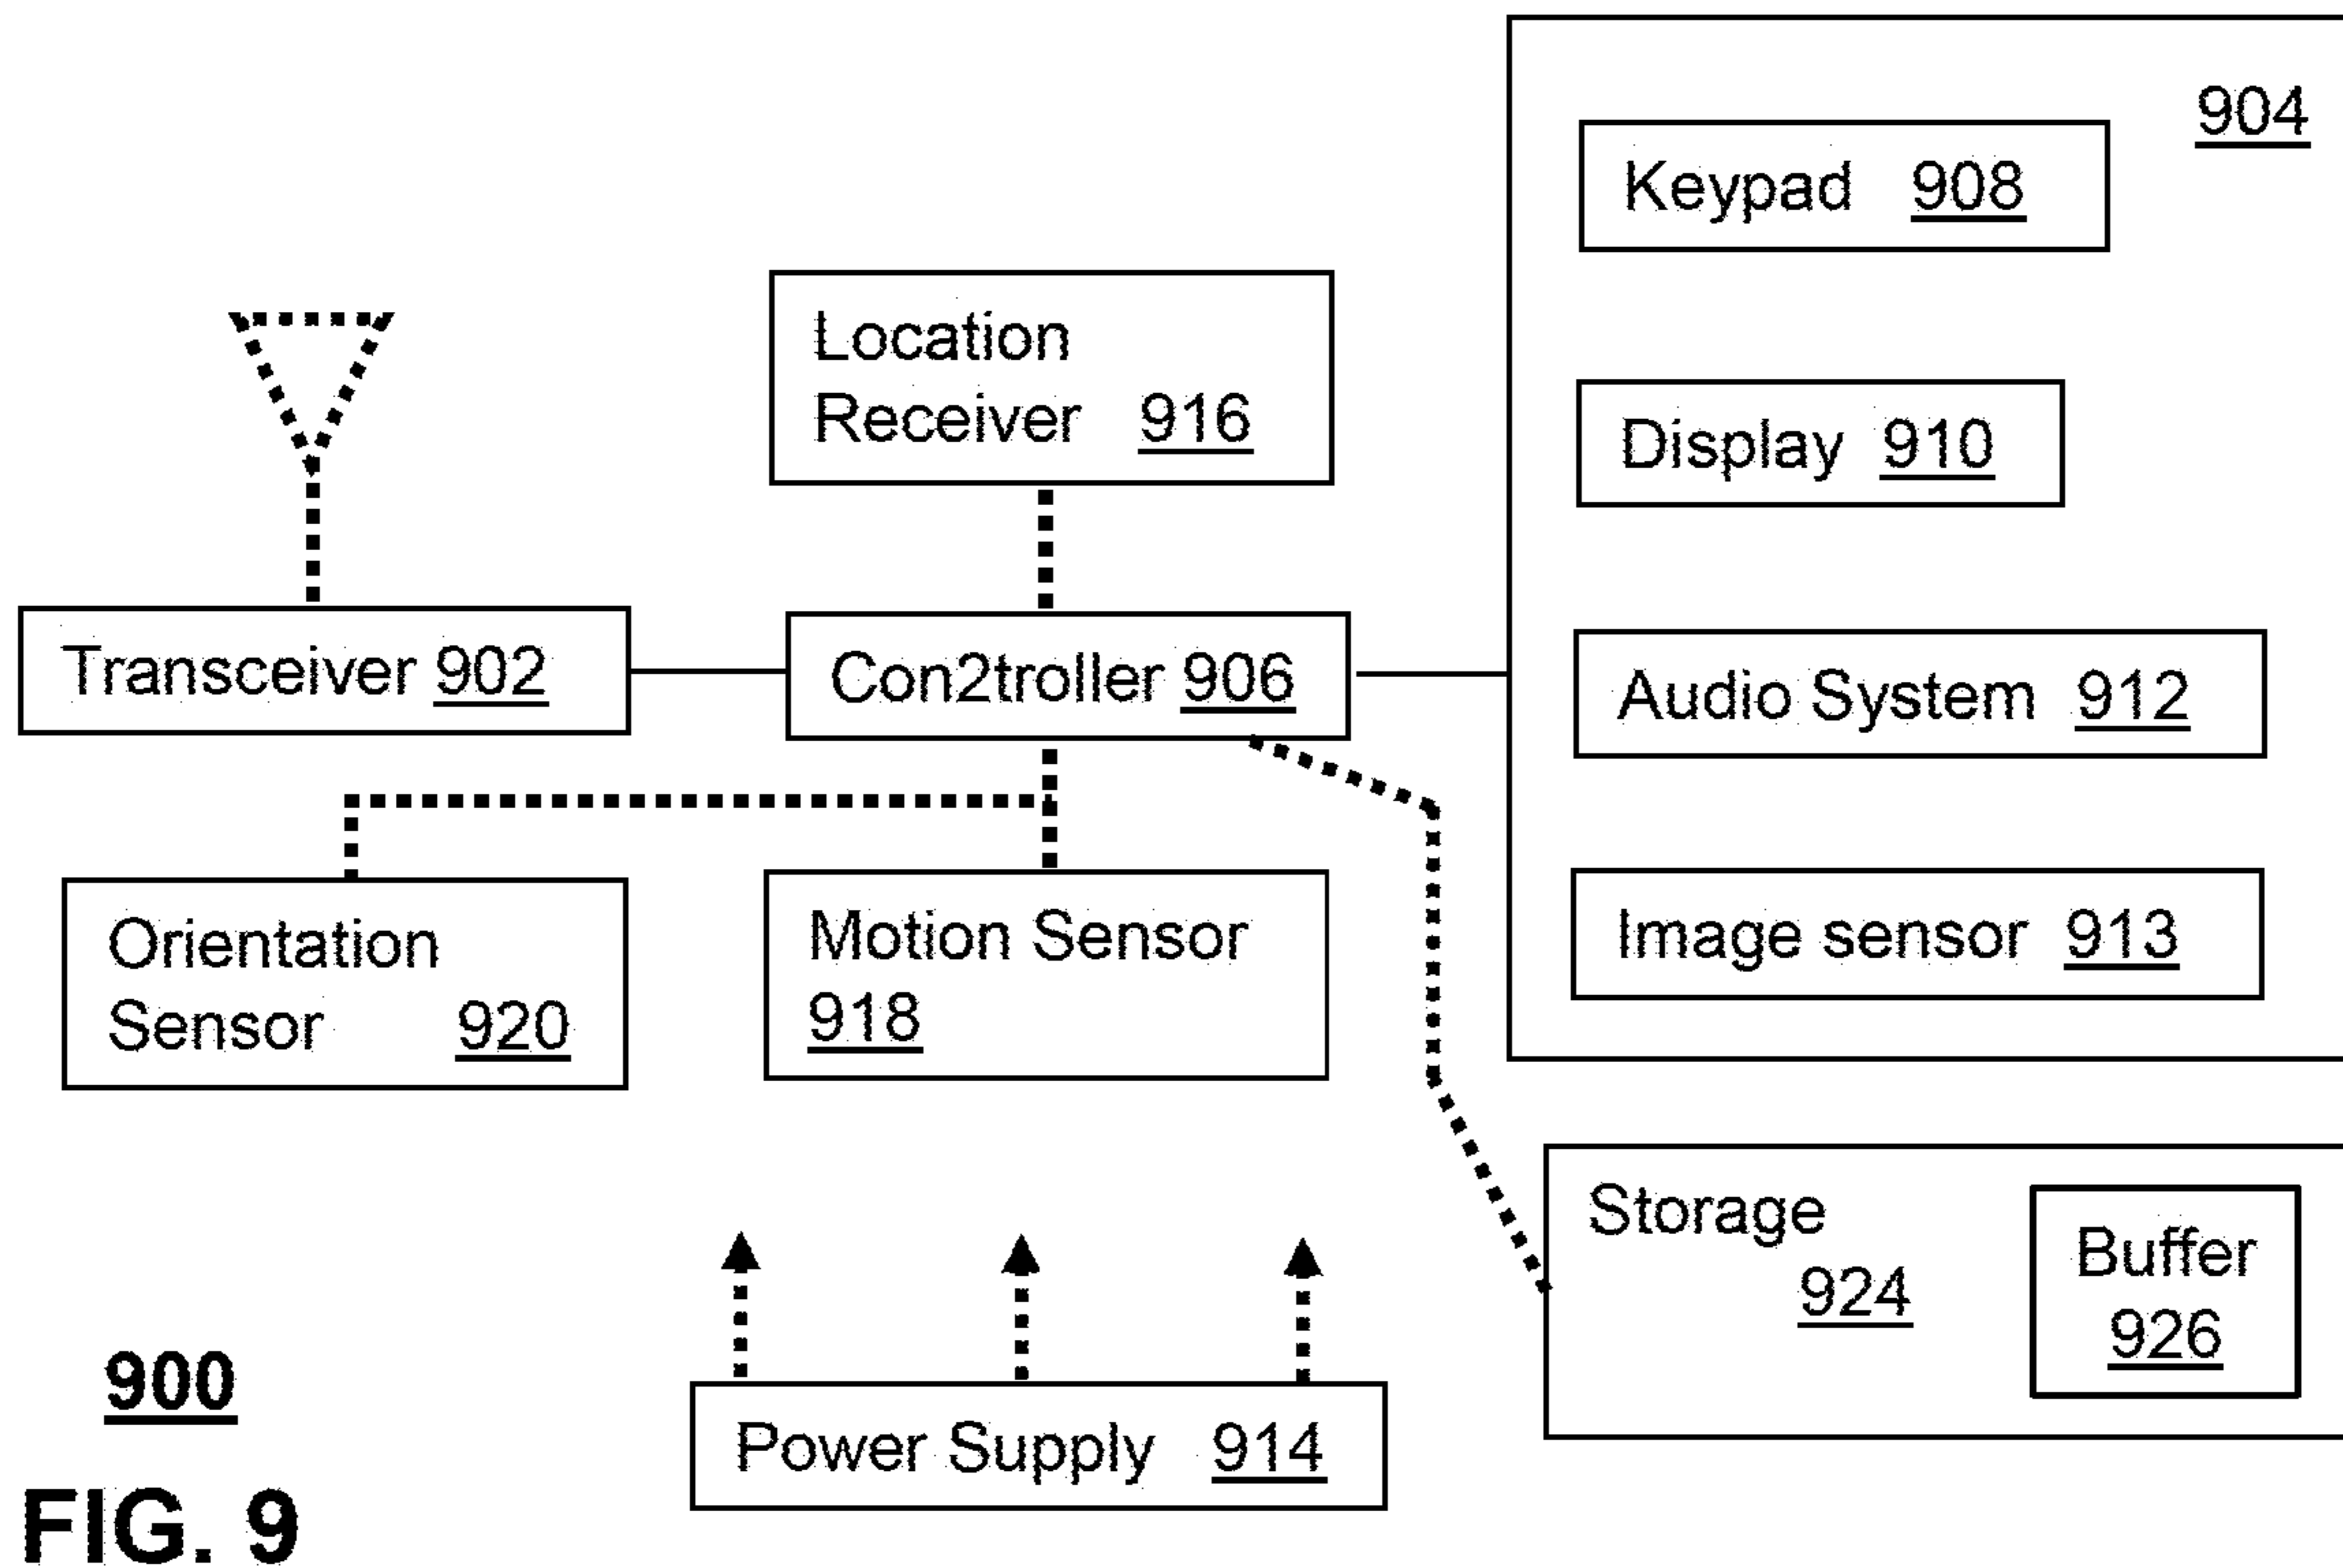 904
Keypad 908
Location
Receiver 916
Display 910
Transceiver 902
Con2troller 906
Audio System 912
Orientation
Sensor 920
Motion Sensor
918
Image sensor 913
Storage
924
Buffer
926
900
Power Supply 914
FIG. 9